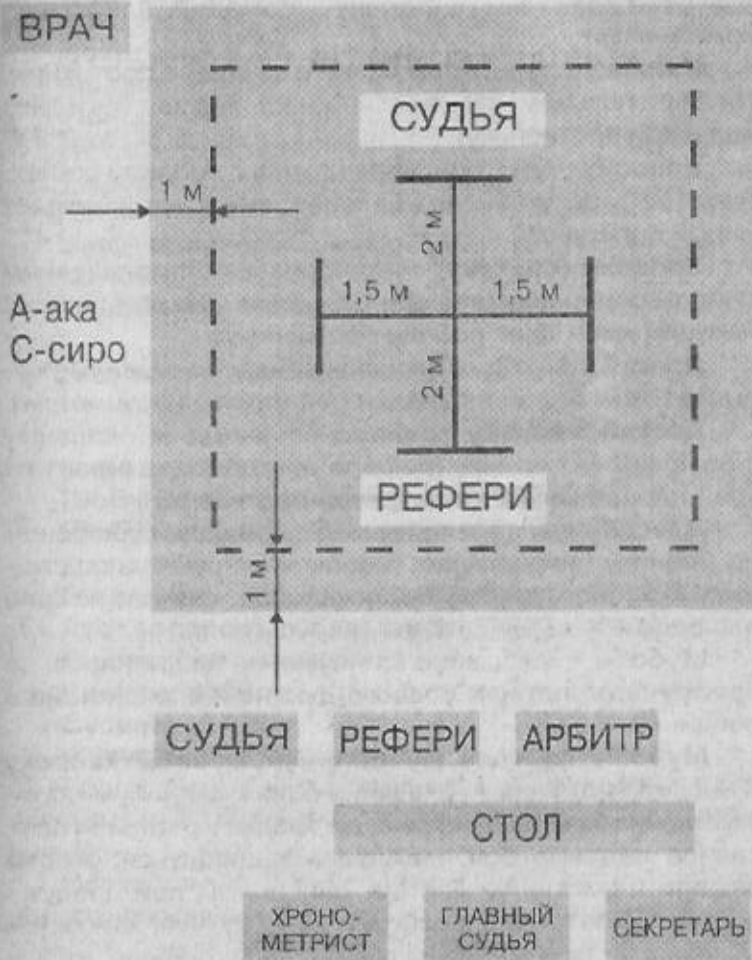 ВРАЧ
СУДЬЯ
1 м
2 м
1,5 м
1,5 м
А-ака
С-сиро
2 м
РЕФЕРИ
1 м
СУДЬЯ
РЕФЕРИ
АРБИТР
СТОЛ
ХРОНО-
МЕТРИСТ
ГЛАВНЫЙ
СУДЬЯ
СЕКРЕТАРЬ